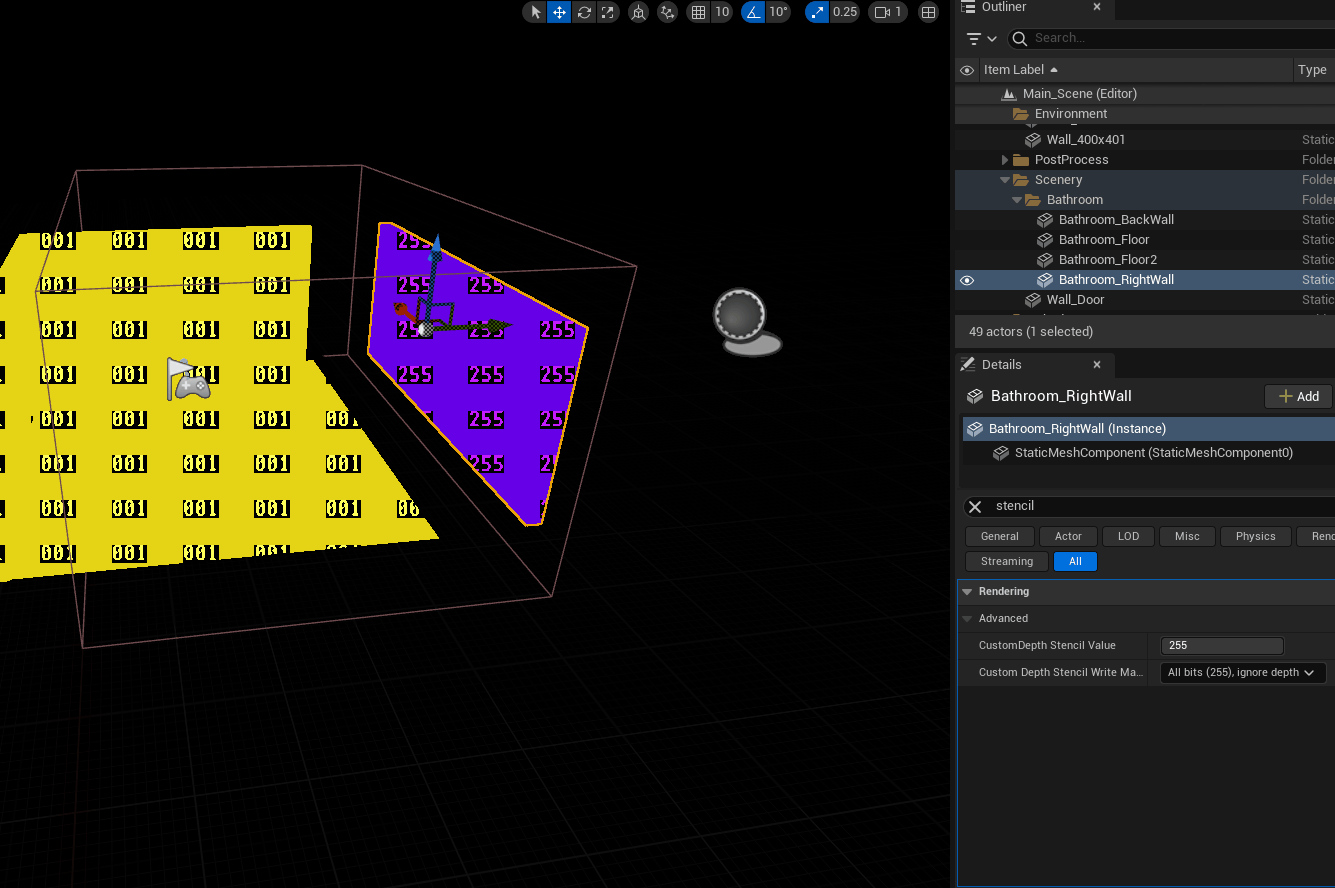 10
10°
0.25
1
Outliner
Search...
Item Label
Type
Main_Scene (Editor)
Environment
Wall_400x401
Static
PostProcess
Folde
Scenery
Folde
Bathroom
Folde
Bathroom_BackWall
Static
Bathroom_Floor
Static
Bathroom_Floor2
Static
Bathroom_RightWall
Static
Wall_Door
Static
49 actors (1 selected)
Details
Bathroom_RightWall
Add
Bathroom_RightWall (Instance)
StaticMeshComponent (StaticMeshComponent0)
stencil
General Actor LOD Misc Physics Rend
Streaming All
Rendering
Advanced
CustomDepth Stencil Value
255
Custom Depth Stencil Write Ma...
All bits (255), ignore depth
001 001 001 001 255
001 001 001 001 255 255
001 001 001 001 255 255 255
001 001 001 001 255 255 255
001 001 001 001 001 255 255
001 001 001 001 001 255
001 001 001 001 001
001 001 001 001